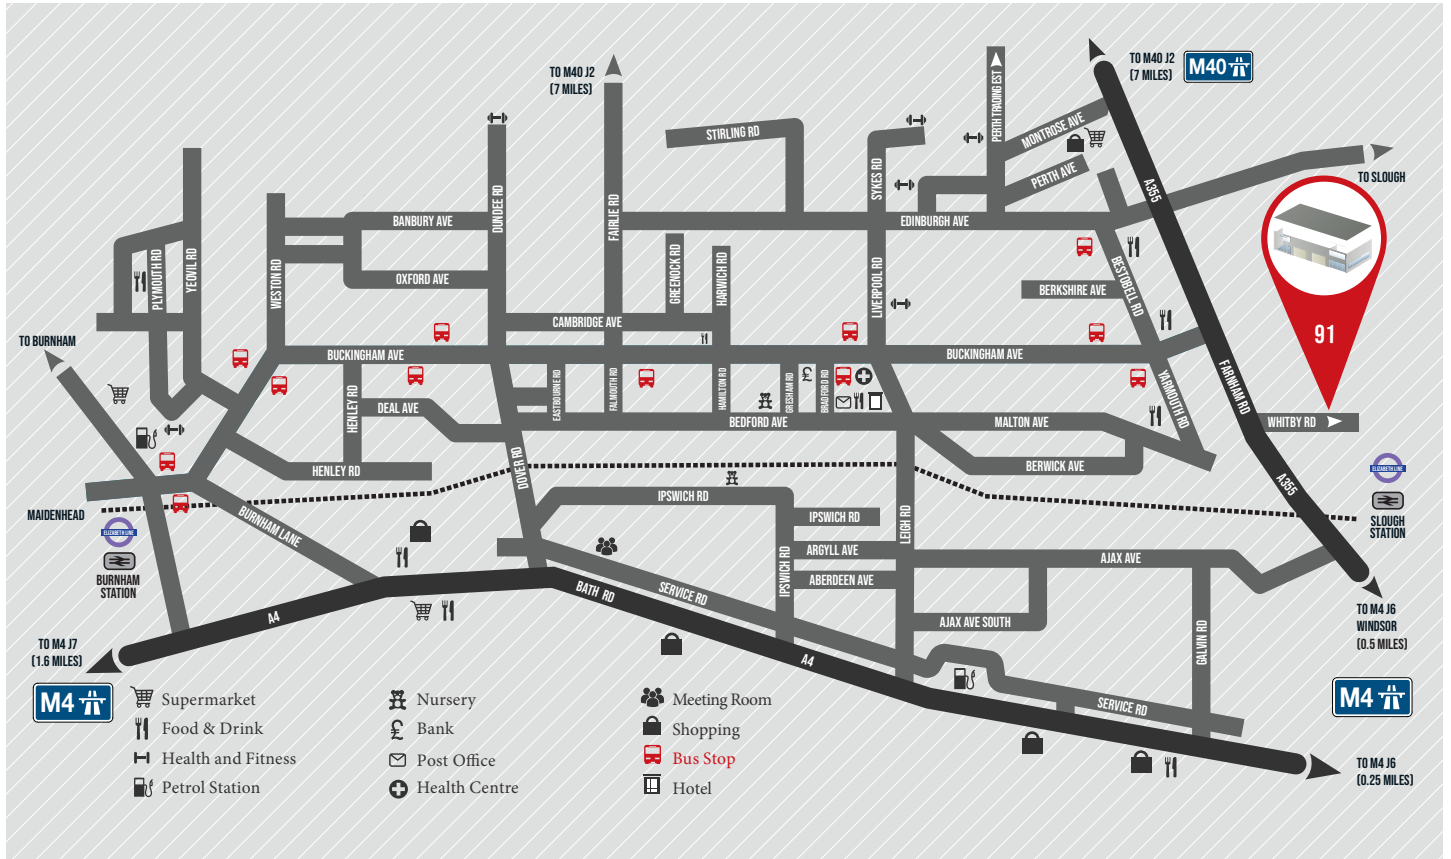 TO M40 J2
(7 MILES)
TO M40 J2
(7 MILES)
M40
PERTH TRADING EST
MONTROSE AVE
STIRLING RD
SYKES RD
PERTH AVE
A355
TO SLOUGH
DUNDEE RD
FAIRLIE RD
BANBURY AVE
EDINBURGH AVE
PLYMOUTH RD
YEOVIL RD
WESTON RD
OXFORD AVE
GREENOCK RD
HARWICH RD
LIVERPOOL RD
BESTOBELL RD
BERKSHIRE AVE
CAMBRIDGE AVE
91
TO BURNHAM
BUCKINGHAM AVE
BUCKINGHAM AVE
FARNHAM RD
YARMOUTH RD
HENLEY RD
DEAL AVE
EASTBOURNE RD
FALMOUTH RD
HAMILTON RD
GRESHAM RD
BRADFORD RD
BEDFORD AVE
MALTON AVE
WHITBY RD
HENLEY RD
DOVER RD
BERWICK AVE
ELIZABETH LINE
A355
IPSWICH RD
MAIDENHEAD
BURNHAM LANE
IPSWICH RD
LEIGH RD
SLOUGH
STATION
ELIZABETH LINE
ARGYLL AVE
AJAX AVE
IPSWICH RD
BURNHAM
STATION
ABERDEEN AVE
BATH RD
SERVICE RD
A4
AJAX AVE SOUTH
GALVIN RD
TO M4 J6
WINDSOR
(0.5 MILES)
TO M4 J7
(1.6 MILES)
A4
M4
M4
SERVICE RD
TO M4 J6
(0.25 MILES)
Supermarket
Food & Drink
Health and Fitness
Petrol Station
Nursery
£ Bank
Post Office
Health Centre
Meeting Room
Shopping
Bus Stop
Hotel